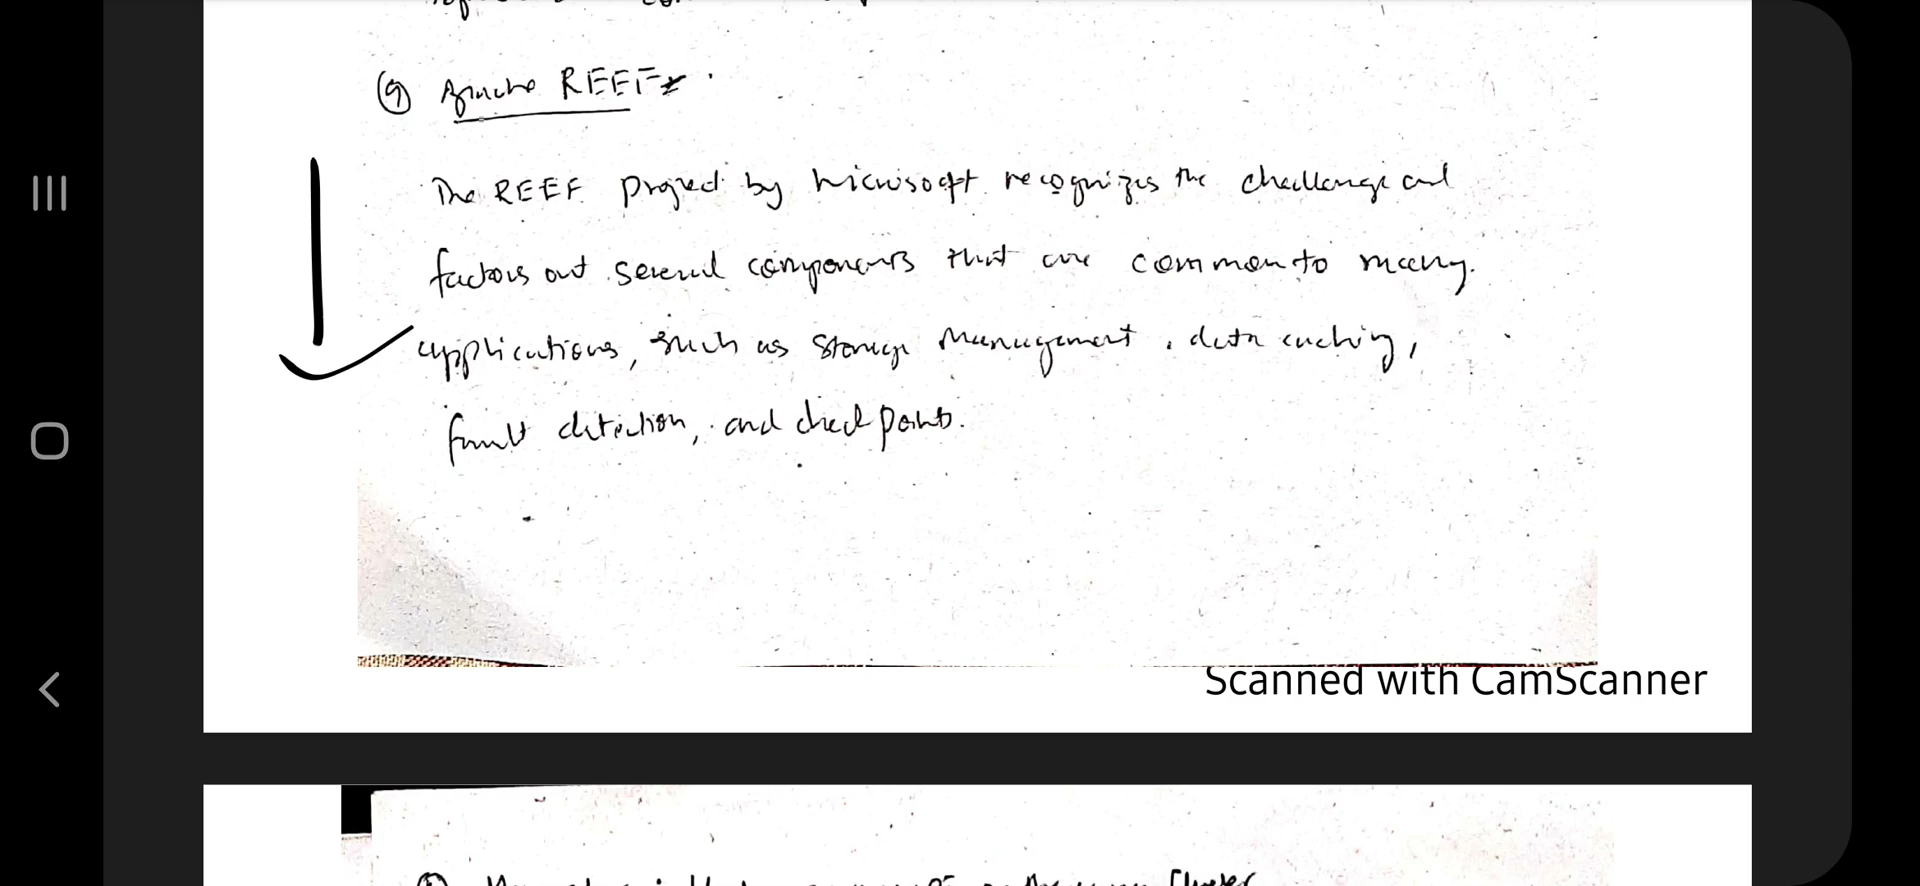 ⑨ Apache REEF
The REEF project by Microsoft recognizes the challenge and
factors out several components that are common to many
applications, such as storage management, data caching,
fault detection, and checkpoints.
Scanned with CamScanner